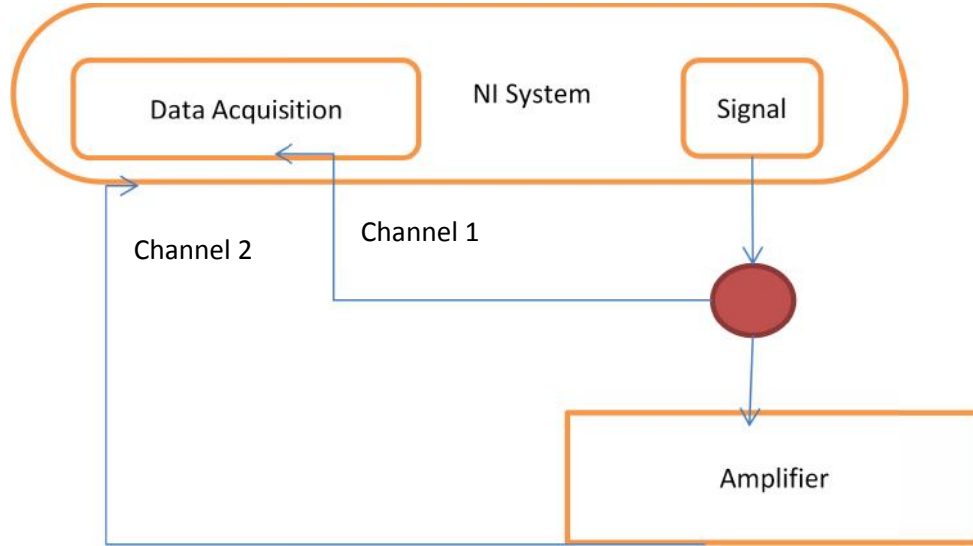 NI System
Data Acquisition
Signal
Channel 1
Channel 2
Amplifier